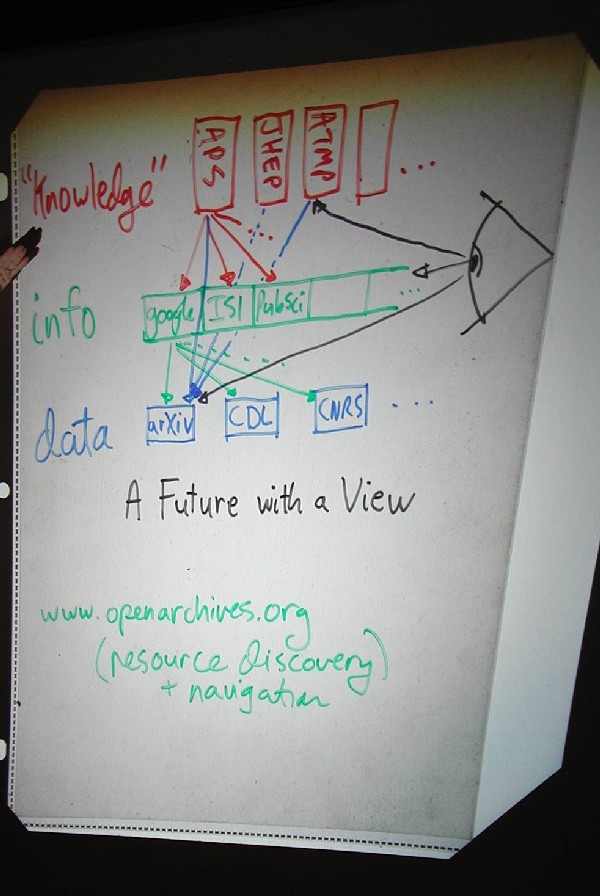 APS JHEP ATMP ...
"Knowledge"
info google ISI PubSci ...
data arXiv CDL CNRS ...
A Future with a View
www.openarchives.org
(resource discovery)
+ navigation